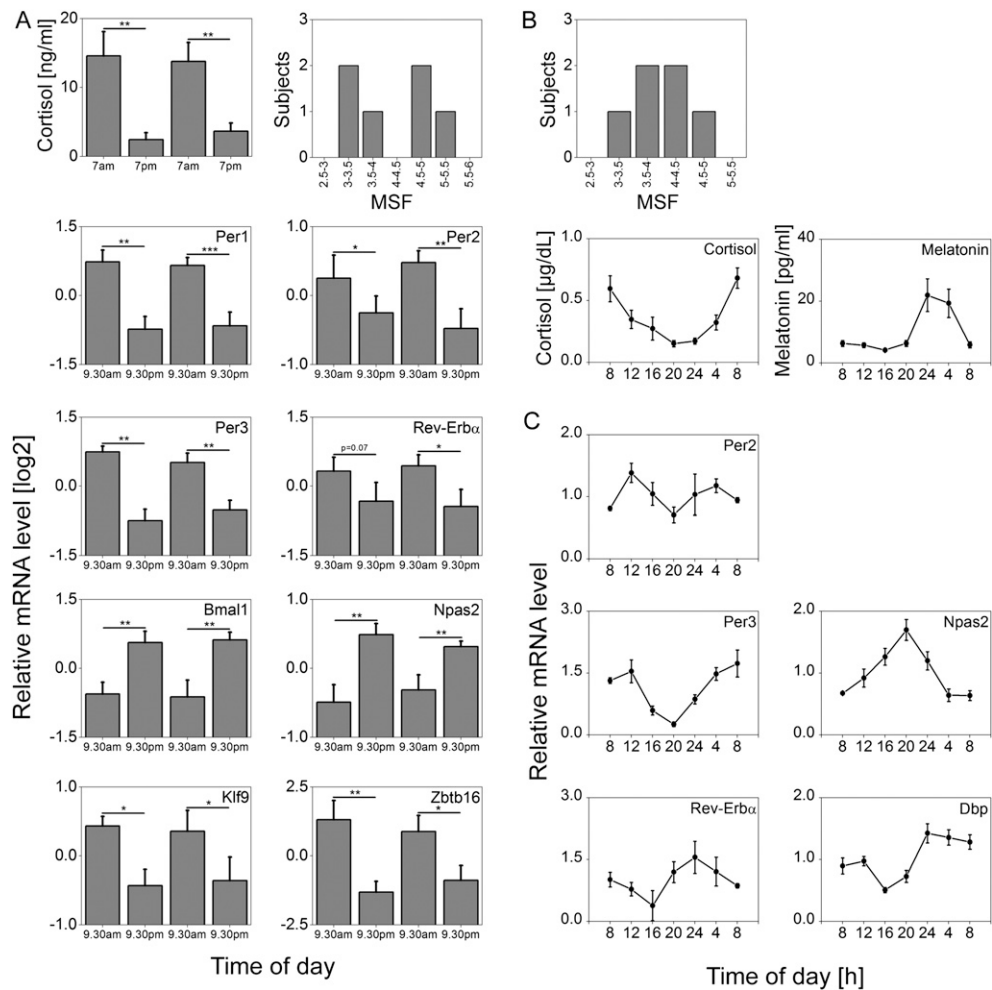 A
Cortisol [ng/ml]
20
10
0
**
**
7am 7pm 7am 7pm
Subjects
3
2
1
0
2.5-3 3-3.5 3.5-4 4-4.5 4.5-5 5-5.5 5.5-6
MSF
B
Subjects
3
2
1
0
2.5-3 3-3.5 3.5-4 4-4.5 4.5-5 5-5.5
MSF
Relative mRNA level [log2]
Per1
1.5
0.0
-1.5
**
***
9.30am 9.30pm 9.30am 9.30pm
Per2
1.0
0.0
-1.0
*
**
9.30am 9.30pm 9.30am 9.30pm
Per3
1.5
0.0
-1.5
**
**
9.30am 9.30pm 9.30am 9.30pm
Rev-Erbα
1.5
0.0
-1.5
p=0.07
*
9.30am 9.30pm 9.30am 9.30pm
Bmal1
1.5
0.0
-1.5
**
**
9.30am 9.30pm 9.30am 9.30pm
Npas2
1.0
0.0
-1.0
**
**
9.30am 9.30pm 9.30am 9.30pm
Klf9
1.0
0.0
-1.0
*
*
9.30am 9.30pm 9.30am 9.30pm
Zbtb16
2.5
0.0
-2.5
**
*
9.30am 9.30pm 9.30am 9.30pm
Time of day
Cortisol
Cortisol [µg/dL]
1.0
0.5
0.0
8 12 16 20 24 4 8
Melatonin
Melatonin [pg/ml]
40
20
0
8 12 16 20 24 4 8
C
Relative mRNA level
Per2
2.0
1.0
0.0
8 12 16 20 24 4 8
Per3
3.0
1.5
0.0
8 12 16 20 24 4 8
Npas2
2.0
1.0
0.0
8 12 16 20 24 4 8
Rev-Erbα
3.0
1.5
0.0
8 12 16 20 24 4 8
Dbp
2.0
1.0
0.0
8 12 16 20 24 4 8
Time of day [h]